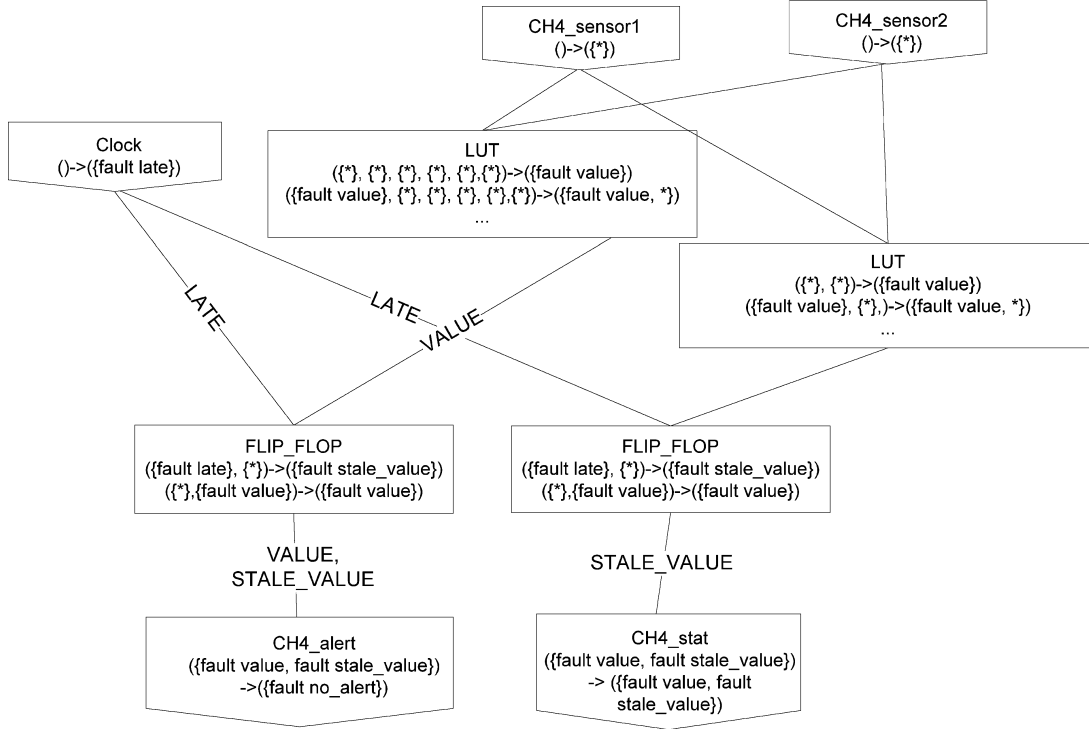 CH4_sensor1
()->({*})
CH4_sensor2
()->({*})
Clock
()->({fault late})
LUT
({*}, {*}, {*}, {*}, {*},{*})->({fault value})
({fault value}, {*}, {*}, {*}, {*},{*})->({fault value, *})
...
LUT
({*}, {*})->({fault value})
({fault value}, {*},)->({fault value, *})
...
LATE
LATE
VALUE
FLIP_FLOP
({fault late}, {*})->({fault stale_value})
({*},{fault value})->({fault value})
FLIP_FLOP
({fault late}, {*})->({fault stale_value})
({*},{fault value})->({fault value})
VALUE,
STALE_VALUE
STALE_VALUE
CH4_alert
({fault value, fault stale_value})
->({fault no_alert})
CH4_stat
({fault value, fault stale_value})
-> ({fault value, fault
stale_value})